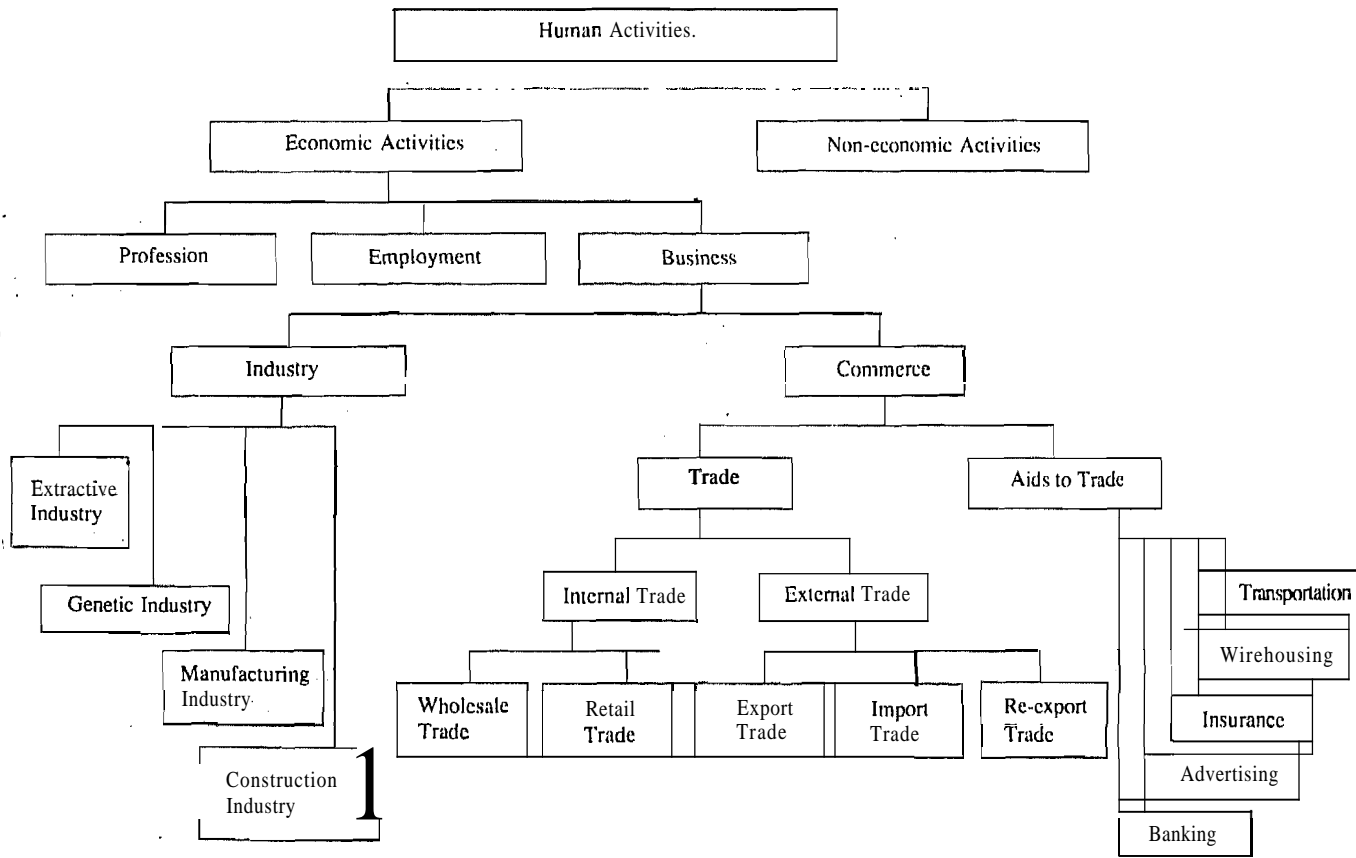 Human Activities.
Economic Activities
Non-economic Activities
Profession
Employment
Business
Industry
Commerce
Extractive
Industry
Genetic Industry
Manufacturing
Industry
Construction
Industry
1
Trade
Aids to Trade
Internal Trade
External Trade
Wholesale
Trade
Retail
Trade
Export
Trade
Import
Trade
Re-export
Trade
Transportation
Wirehousing
Insurance
Advertising
Banking